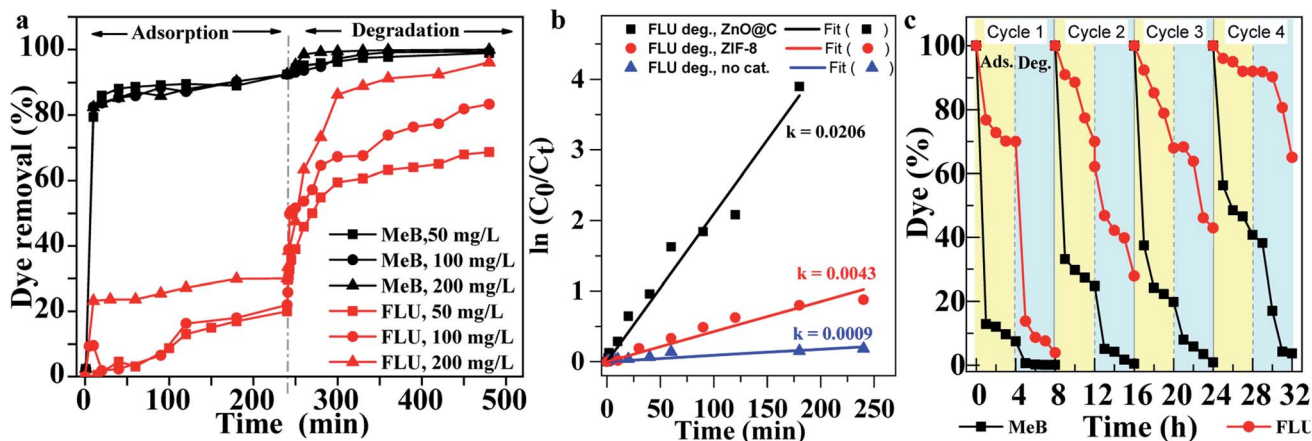 a
Adsorption
Degradation
Dye removal (%)
100
80
60
40
20
0
MeB,50 mg/L
MeB, 100 mg/L
MeB, 200 mg/L
FLU, 50 mg/L
FLU, 100 mg/L
FLU, 200 mg/L
0 100 200 300 400 500
Time (min)
b
FLU deg., ZnO@C Fit ( )
FLU deg., ZIF-8 Fit ( )
FLU deg., no cat. Fit ( )
ln (C0/Ct)
5
4
3
2
1
0
-1
k = 0.0206
k = 0.0043
k = 0.0009
0 50 100 150 200 250
Time (min)
c
Cycle 1 Cycle 2 Cycle 3 Cycle 4
Ads. Deg.
Dye (%)
100
80
60
40
20
0
0 4 8 12 16 20 24 28 32
Time (h)
MeB FLU